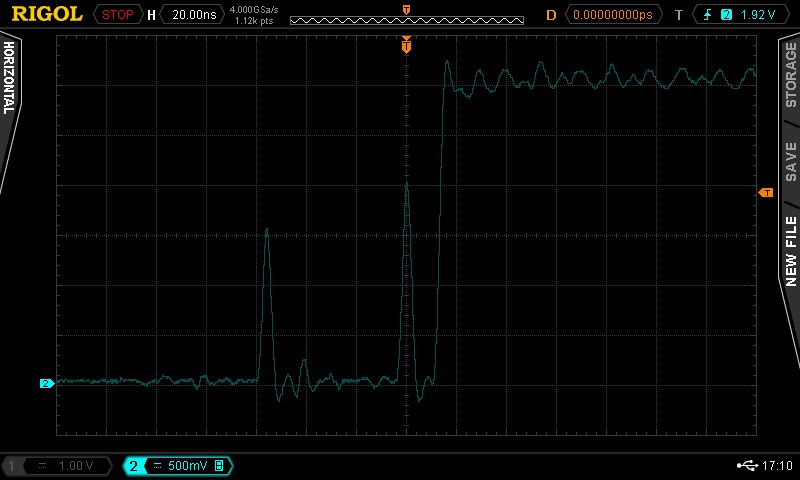 RIGOL STOP H 20.00ns 4.000GSa/s D 0.00000000ps T 2 1.92 V
1.12k pts
T
T
HORIZONTAL
STORAGE
SAVE
NEW FILE
T
2
1 1.00 V 2 500mV B 17:10